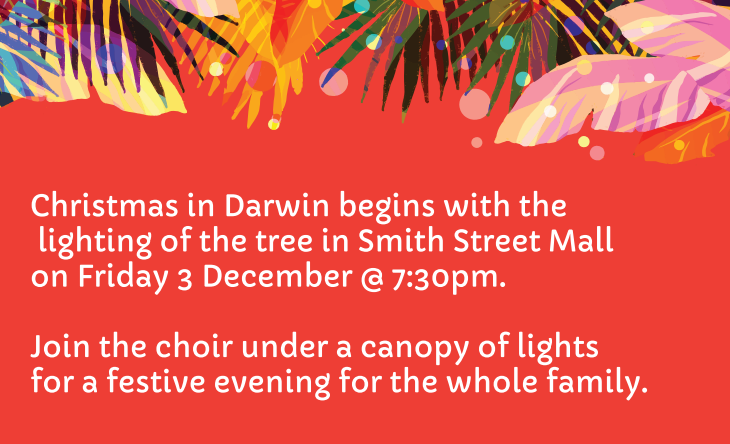 Christmas in Darwin begins with the
lighting of the tree in Smith Street Mall
on Friday 3 December @ 7:30pm.
Join the choir under a canopy of lights
for a festive evening for the whole family.